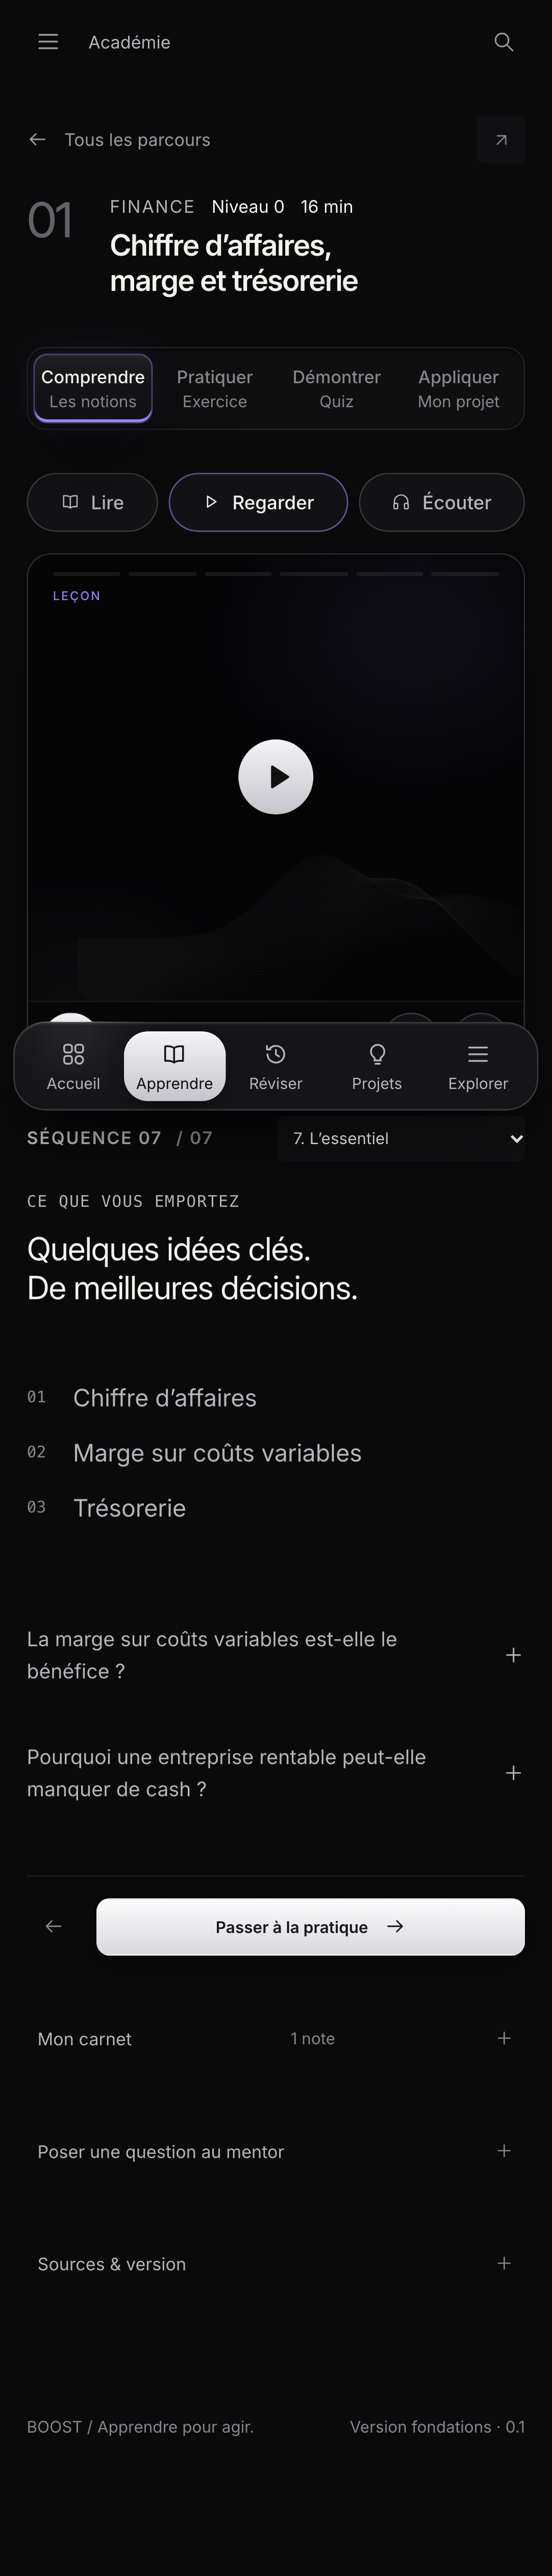 Académie
Tous les parcours
01
FINANCE Niveau 0 16 min
Chiffre d’affaires,
marge et trésorerie
Comprendre
Les notions
Pratiquer
Exercice
Démontrer
Quiz
Appliquer
Mon projet
Lire
Regarder
Écouter
LEÇON
Accueil
Apprendre
Réviser
Projets
Explorer
SÉQUENCE 07 / 07
7. L’essentiel
CE QUE VOUS EMPORTEZ
Quelques idées clés.
De meilleures décisions.
01 Chiffre d’affaires
02 Marge sur coûts variables
03 Trésorerie
La marge sur coûts variables est-elle le
bénéfice ?
Pourquoi une entreprise rentable peut-elle
manquer de cash ?
Passer à la pratique
Mon carnet 1 note
Poser une question au mentor
Sources & version
BOOST / Apprendre pour agir. Version fondations · 0.1